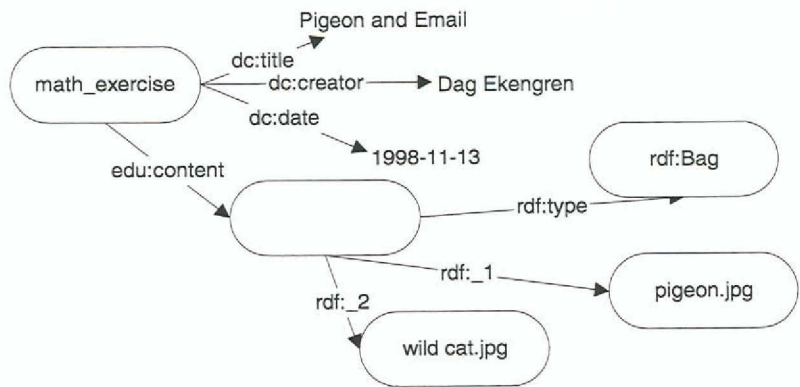 Pigeon and Email
dc:title
math_exercise
dc:creator
Dag Ekengren
dc:date
1998-11-13
edu:content
rdf:Bag
rdf:type
rdf:_1
pigeon.jpg
rdf:_2
wild cat.jpg